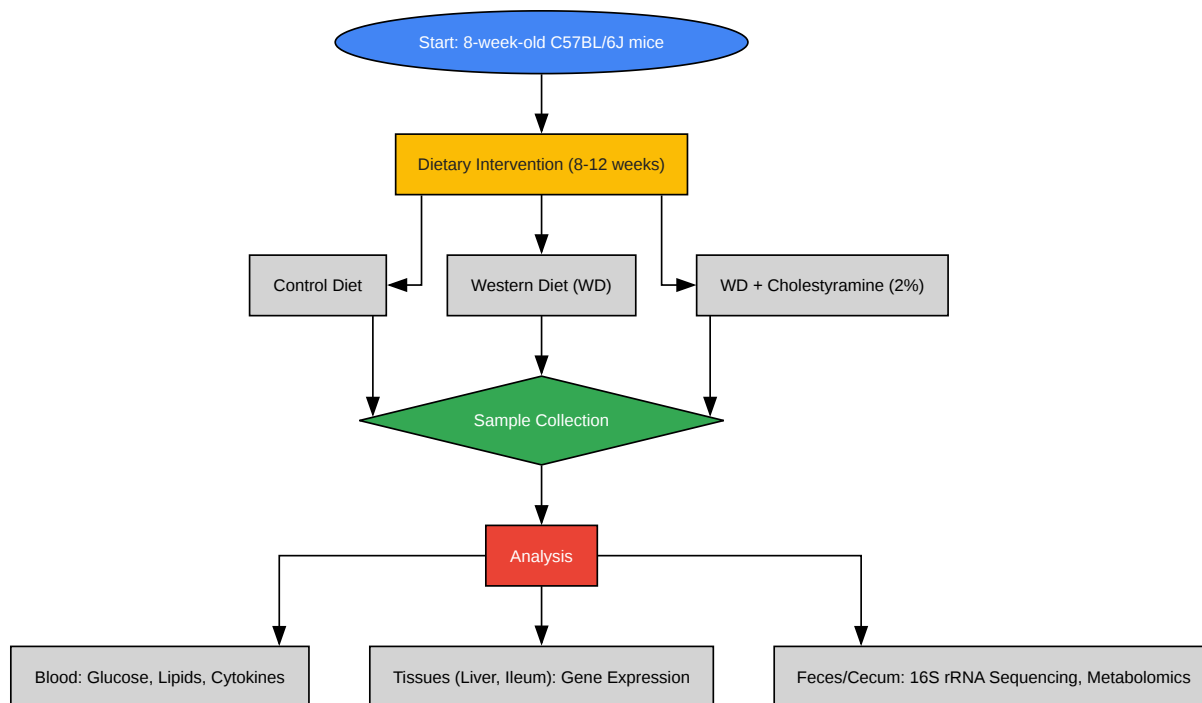 Start: 8-week-old C57BL/6J mice
Dietary Intervention (8-12 weeks)
Control Diet
Western Diet (WD)
WD + Cholestyramine (2%)
Sample Collection
Analysis
Blood: Glucose, Lipids, Cytokines
Tissues (Liver, Ileum): Gene Expression
Feces/Cecum: 16S rRNA Sequencing, Metabolomics